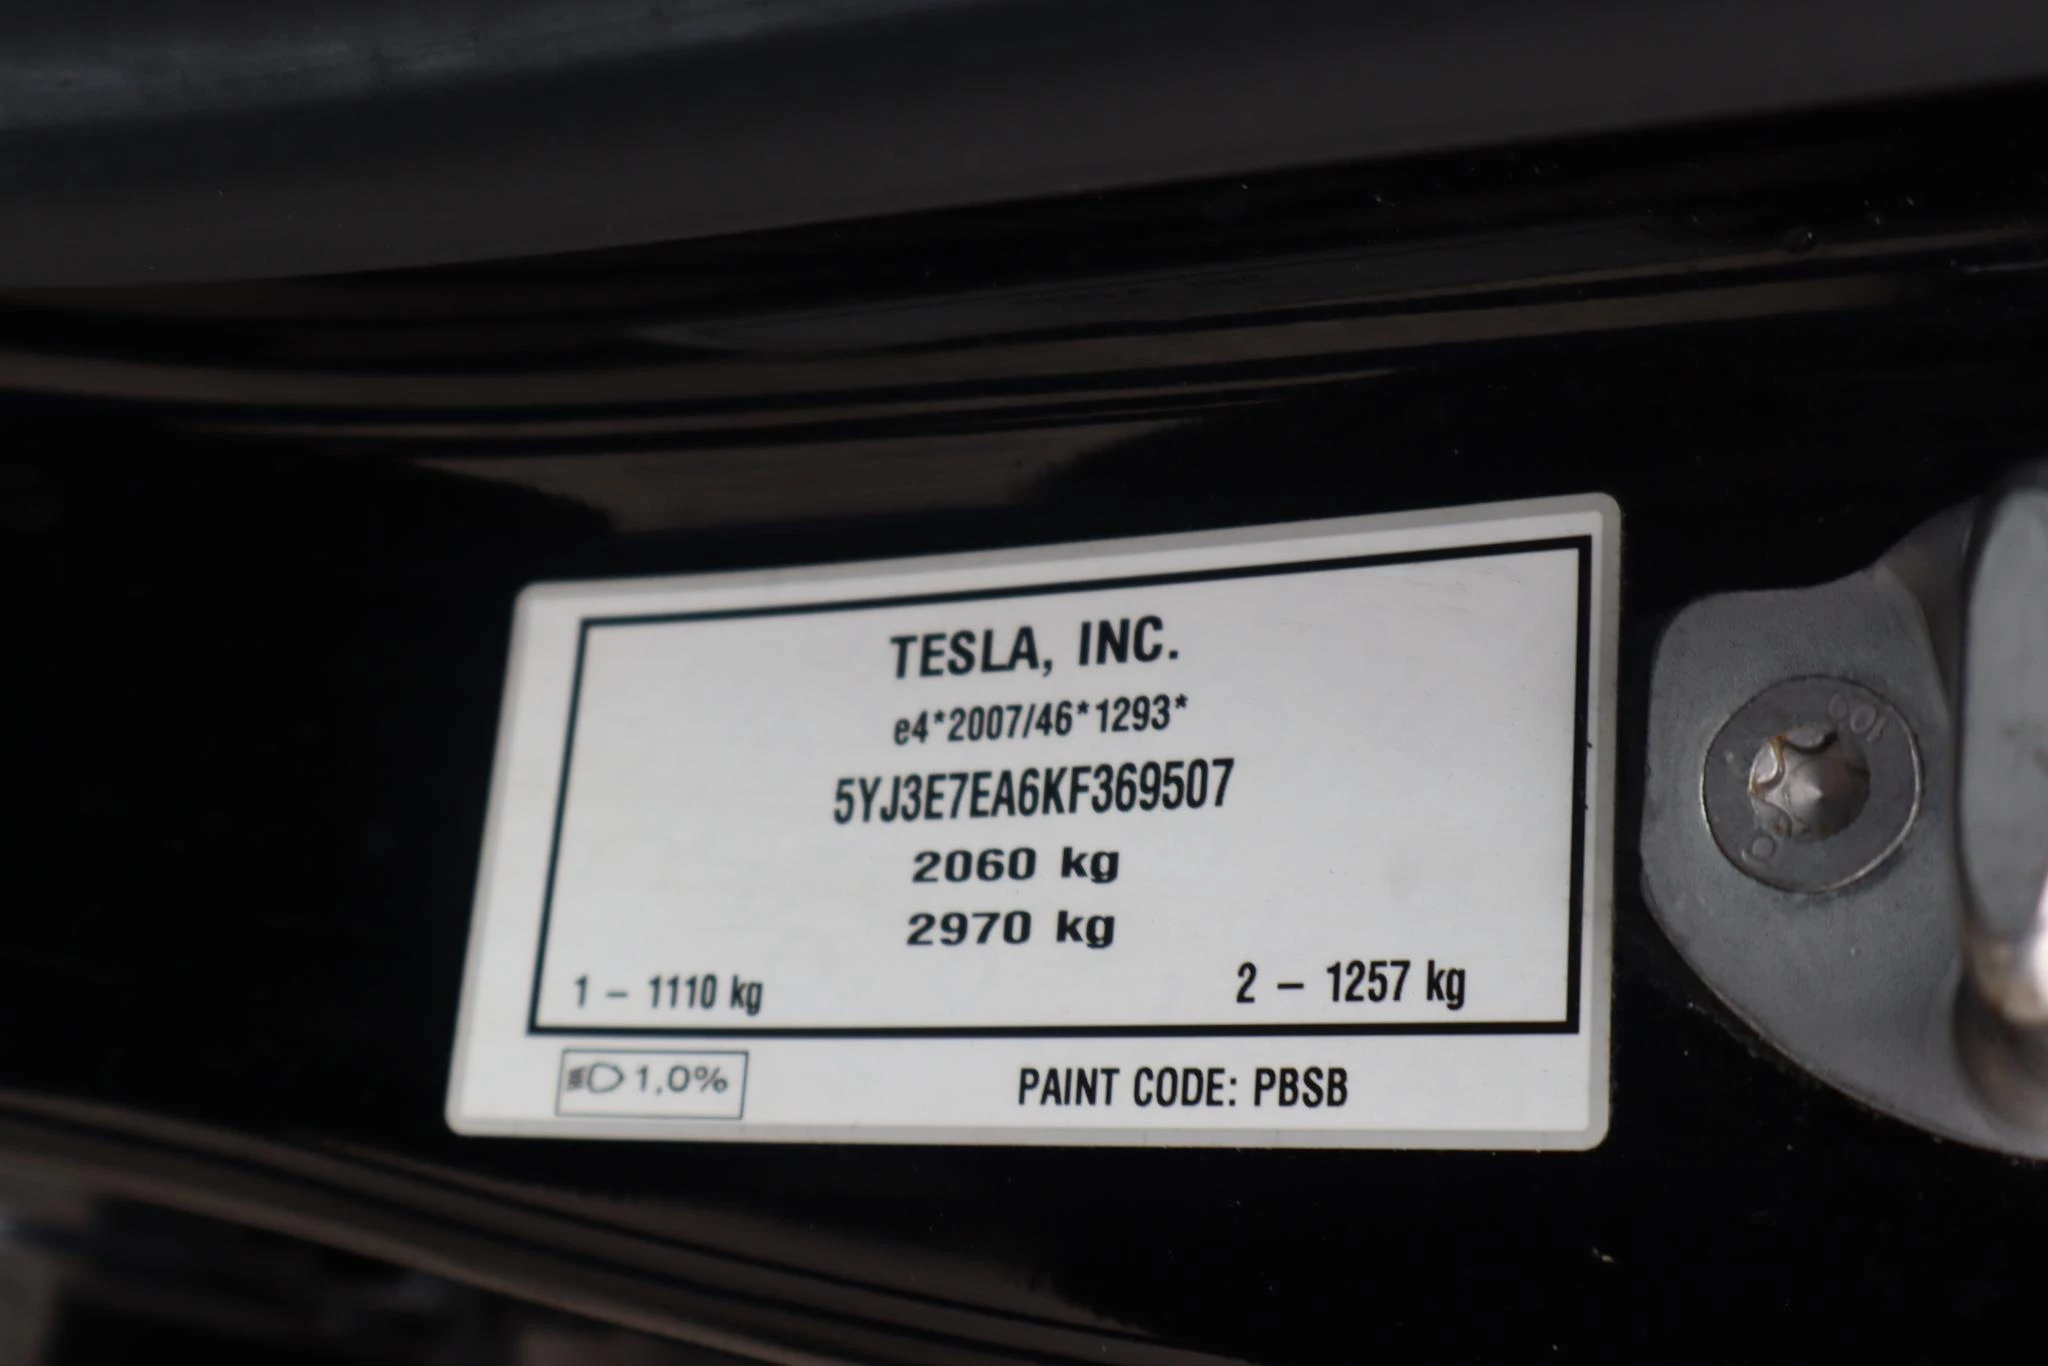 TESLA, INC.
e4*2007/46*1293*
5YJ3E7EA6KF369507
2060 kg
2970 kg
1 – 1110 kg
2 – 1257 kg
1,0%
PAINT CODE: PBSB